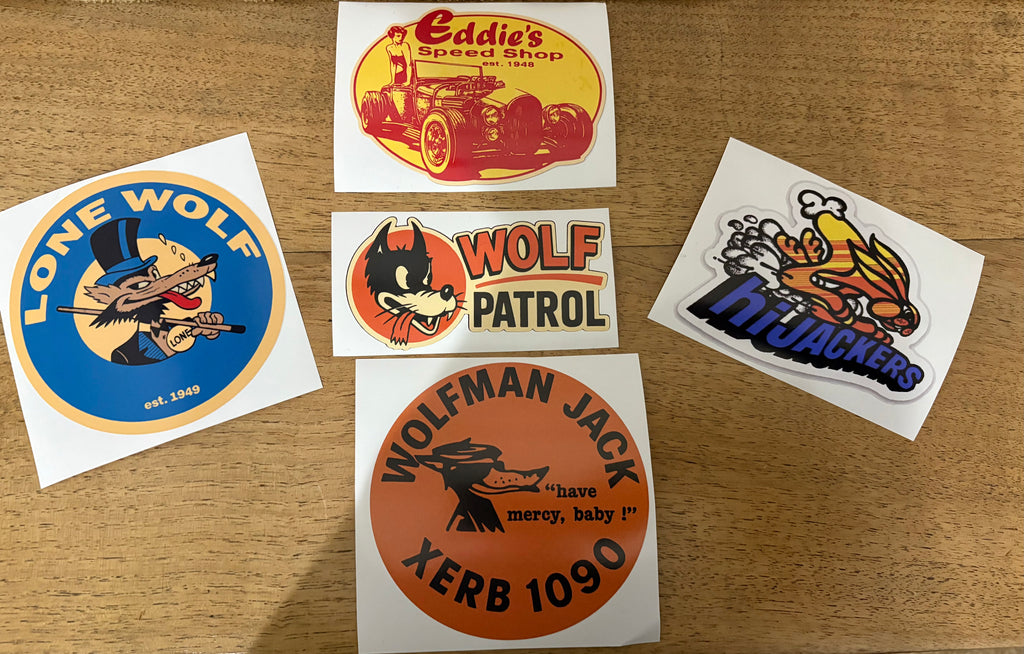 Eddie's
Speed Shop
est. 1948
LONE WOLF
LONE
est. 1949
WOLF
PATROL
hiJACKERS
WOLFMAN JACK
"have
mercy, baby !"
XERB 1090